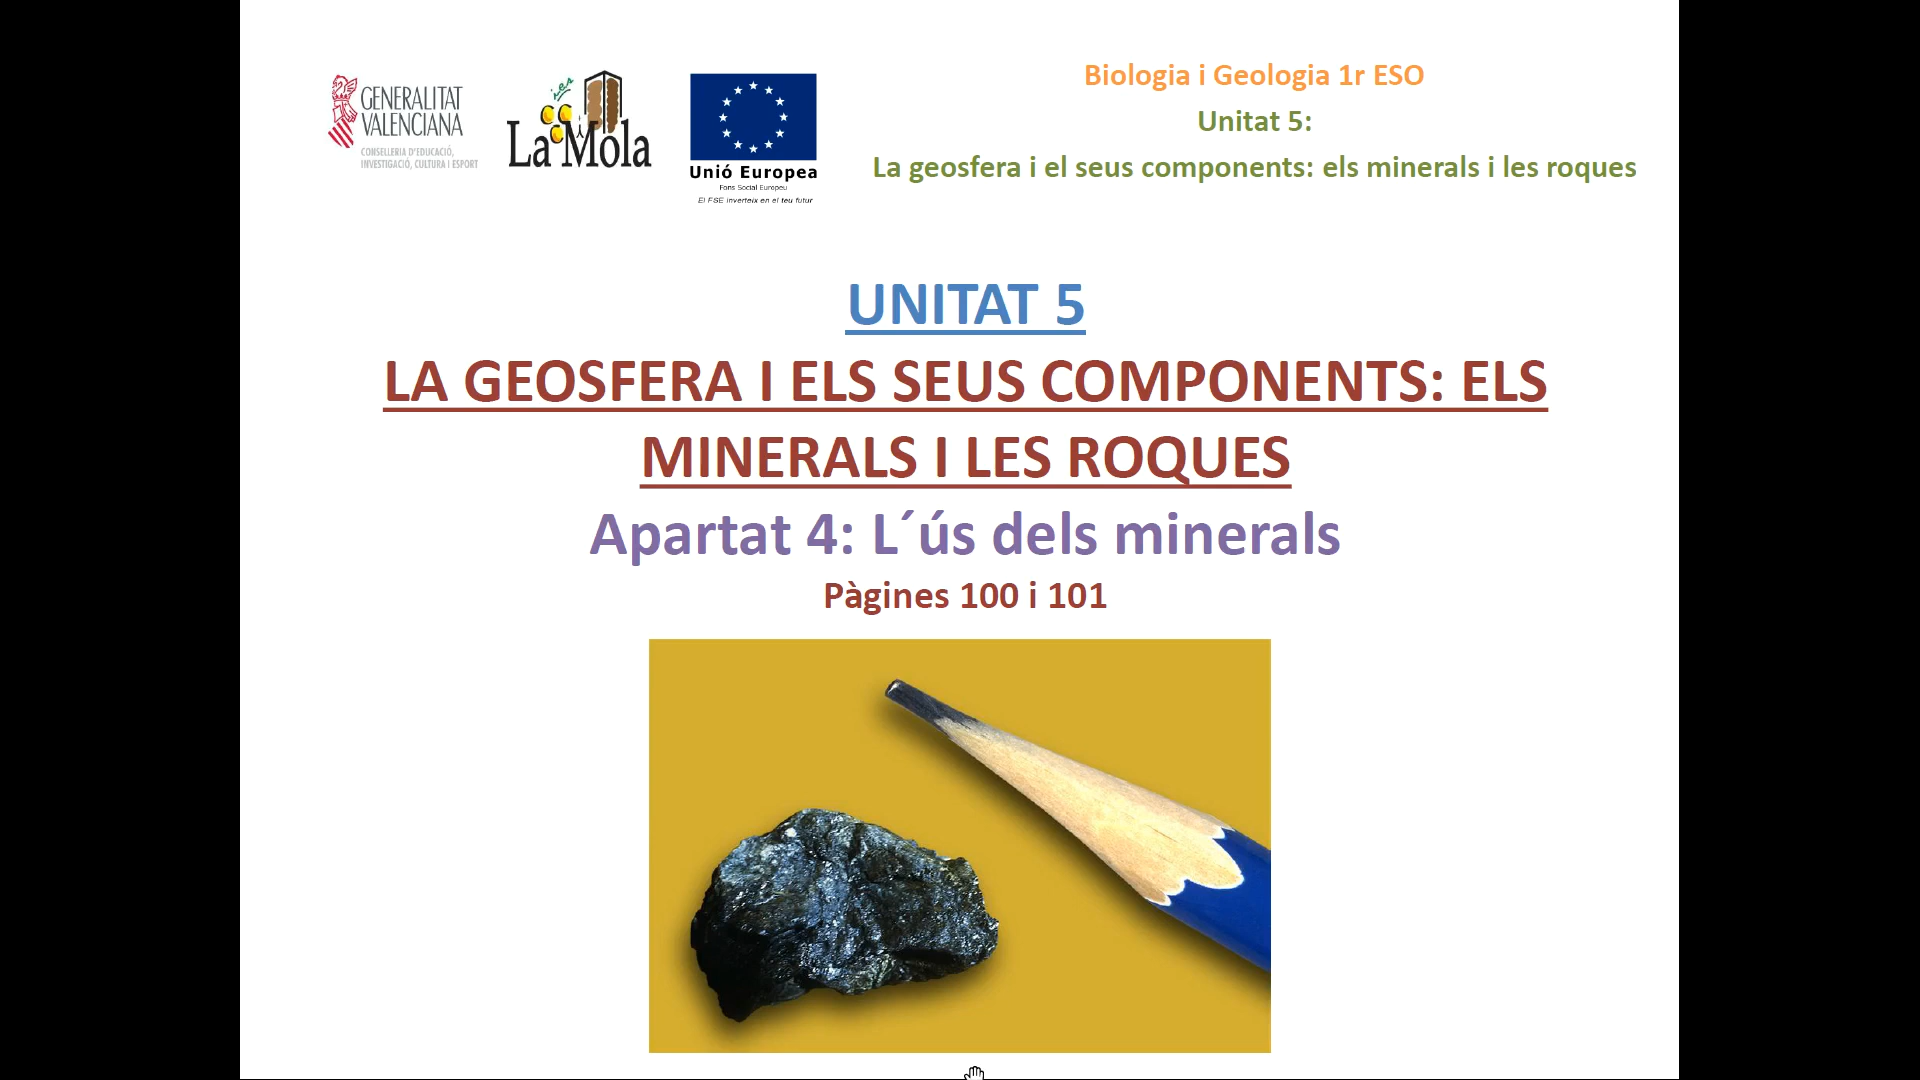 GENERALITAT
VALENCIANA
CONSELLERIA D'EDUCACIÓ,
INVESTIGACIÓ, CULTURA I ESPORT
ies
La Mola
Unió Europea
Fons Social Europeu
El FSE inverteix en el teu futur
Biologia i Geologia 1r ESO
Unitat 5:
La geosfera i el seus components: els minerals i les roques
UNITAT 5
LA GEOSFERA I ELS SEUS COMPONENTS: ELS
MINERALS I LES ROQUES
Apartat 4: L´ús dels minerals
Pàgines 100 i 101